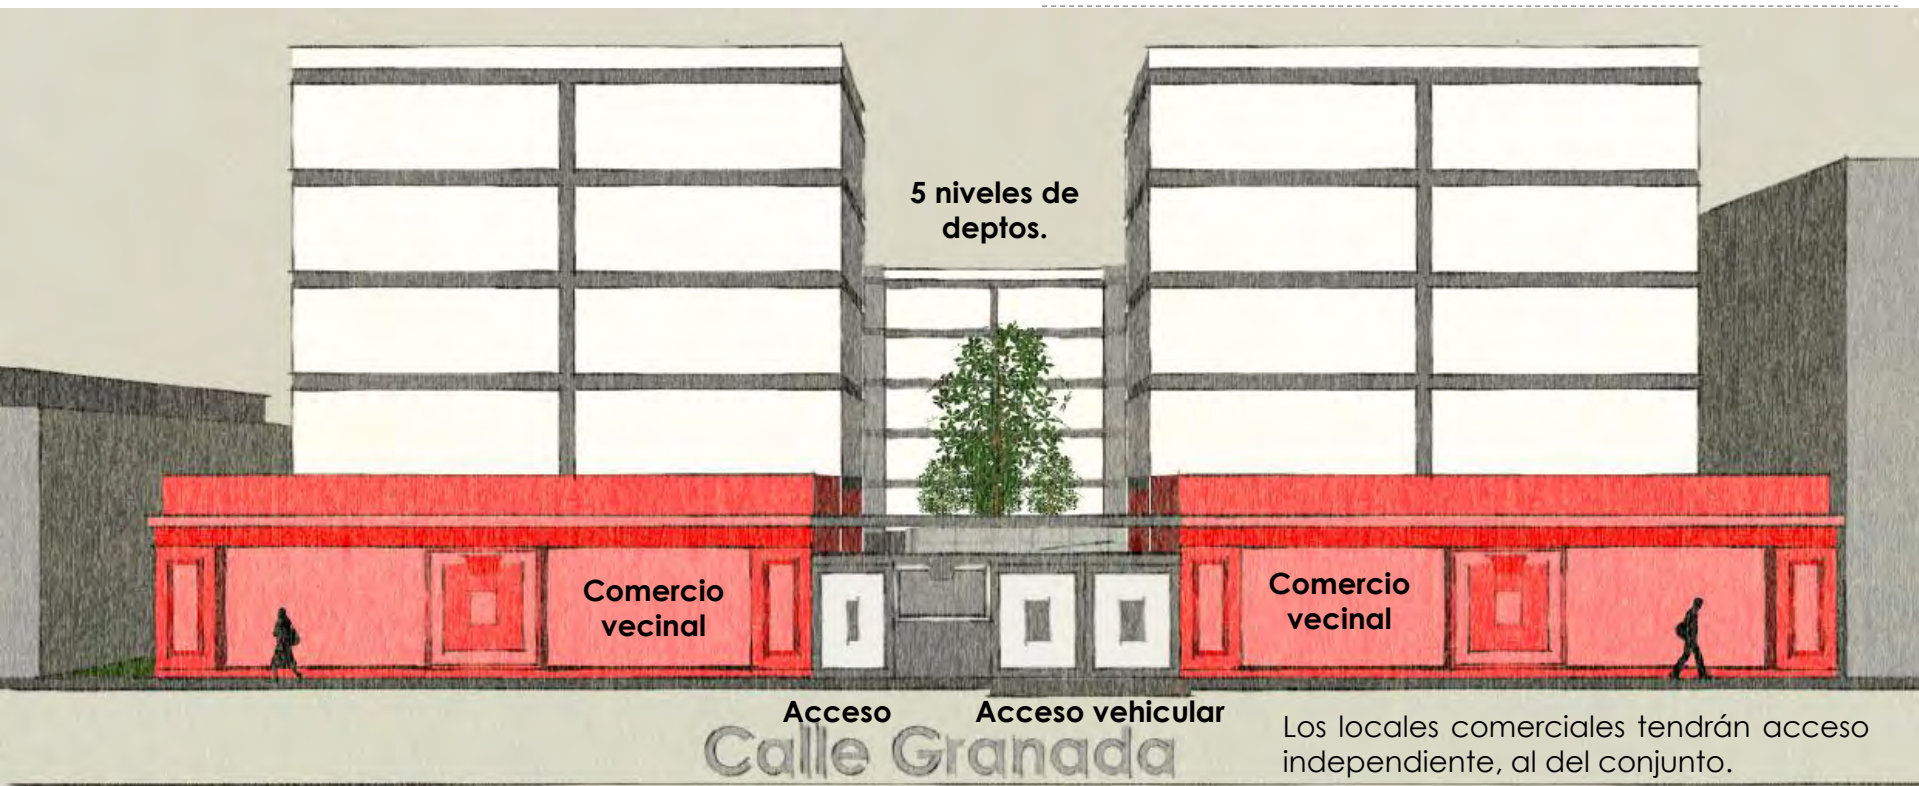 5 niveles de
deptos.
Comercio
vecinal
Comercio
vecinal
Acceso
Acceso vehicular
Calle Granada
Los locales comerciales tendrán acceso
independiente, al del conjunto.